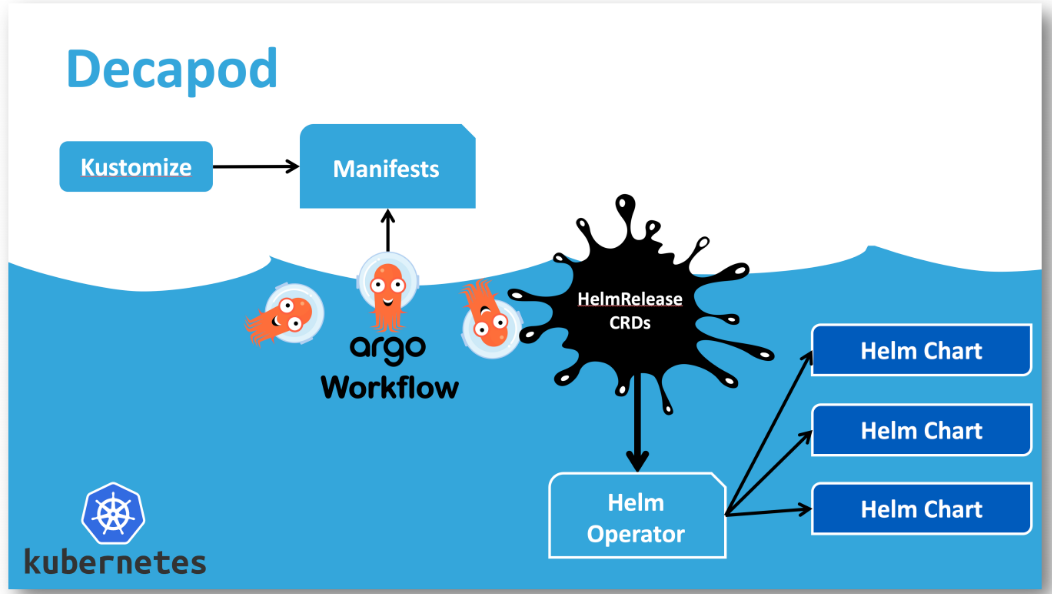 Decapod
Kustomize
Manifests
HelmRelease
CRDs
argo
Workflow
Helm Chart
Helm Chart
Helm Chart
Helm
Operator
kubernetes